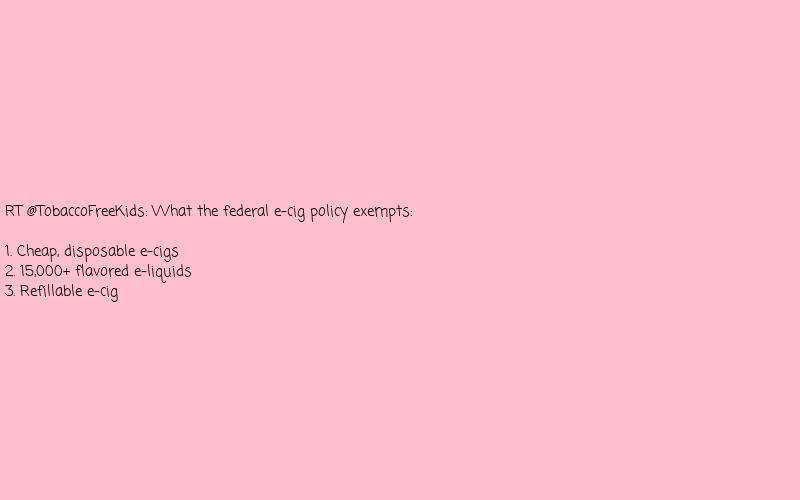 RT @TobaccoFreeKids: What the federal e-cig policy exempts:
1. Cheap, disposable e-cigs
2. 15,000+ flavored e-liquids
3. Refillable e-cig